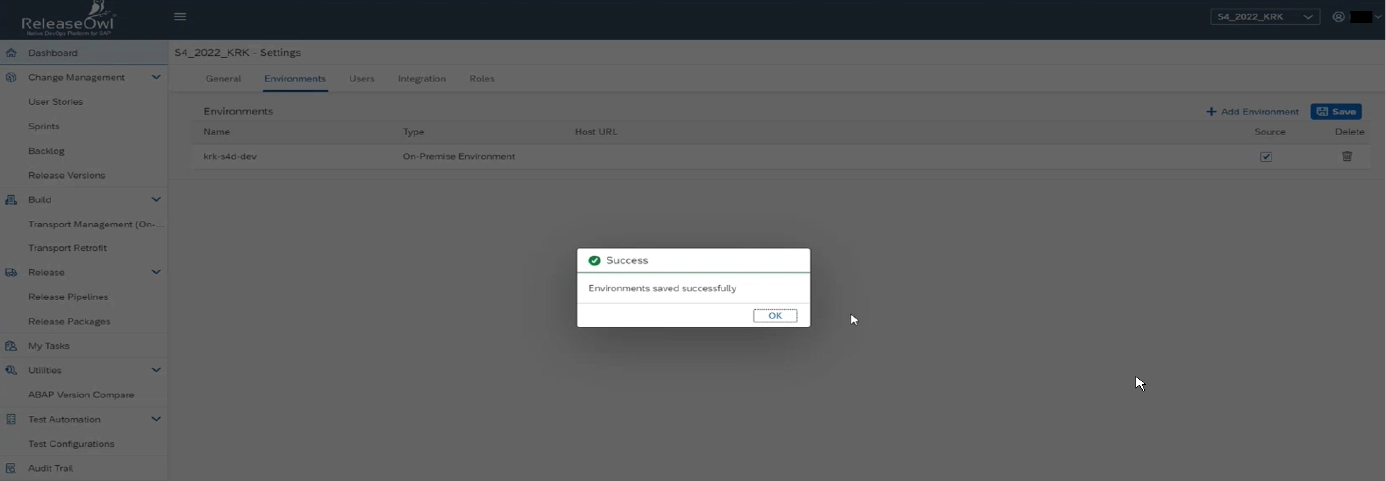 ReleaseOwl
Native DevOps Platform for SAP
S4_2022_KRK
Dashboard
S4_2022_KRK - Settings
Change Management
General Environments Users Integration Roles
User Stories
Environments
Add Environment Save
Sprints
Name Type Host URL Source Delete
Backlog
krk-s4d-dev On-Premise Environment
Release Versions
Build
Transport Management (On-...
Transport Retrofit
Release
Release Pipelines
Release Packages
My Tasks
Utilities
ABAP Version Compare
Test Automation
Test Configurations
Audit Trail
Success
Environments saved successfully
OK